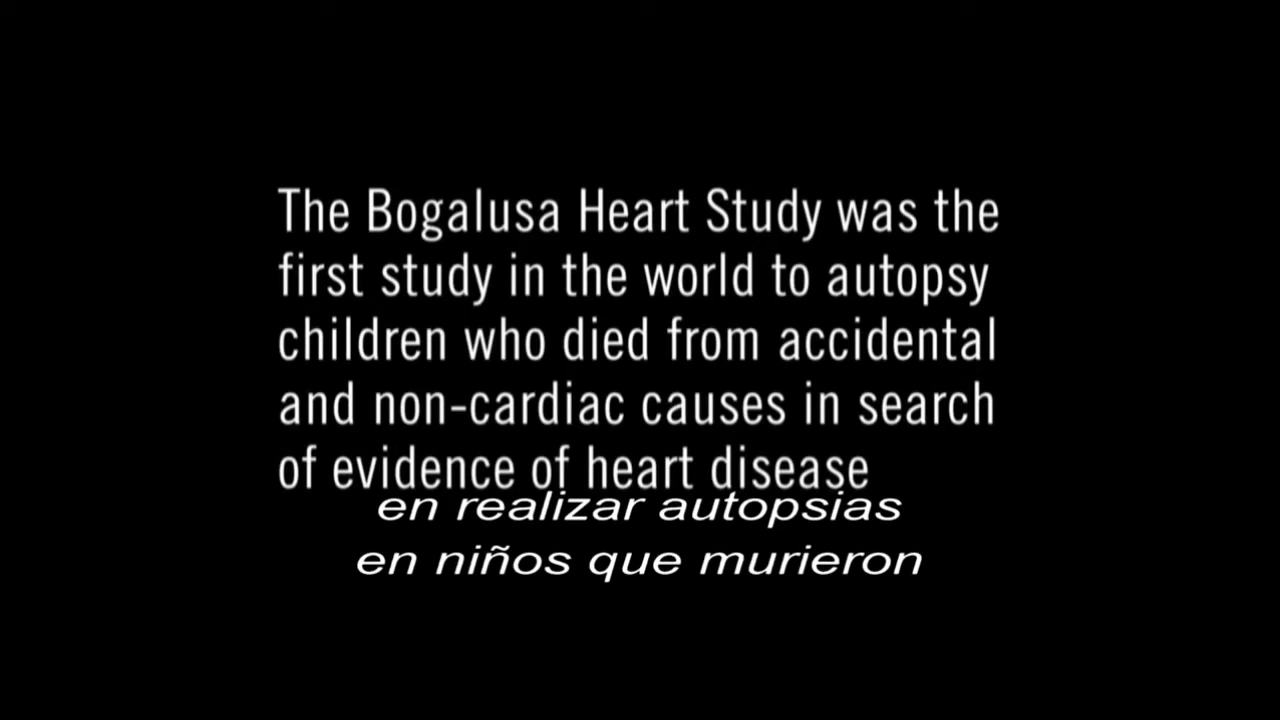 The Bogalusa Heart Study was the
first study in the world to autopsy
children who died from accidental
and non-cardiac causes in search
of evidence of heart disease
en realizar autopsias
en niños que murieron